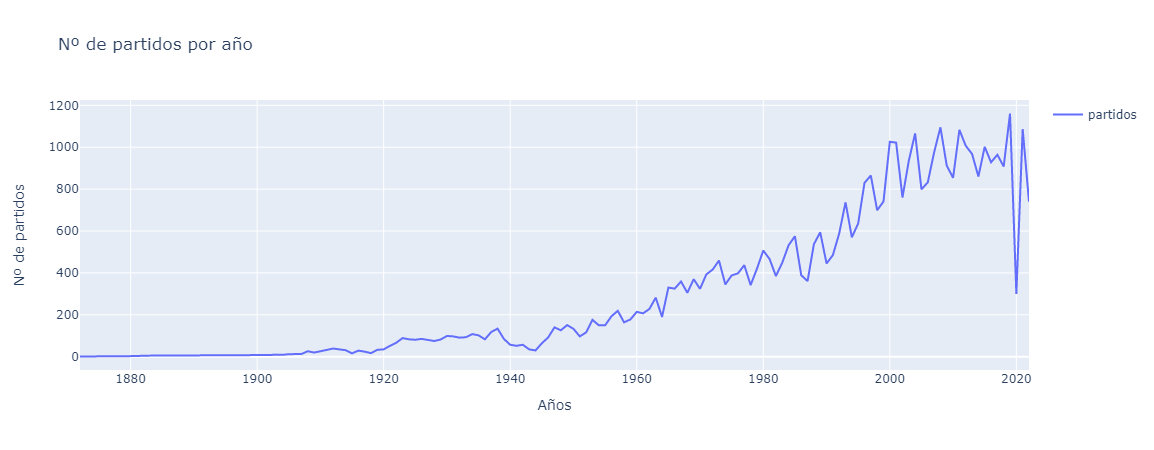 Nº de partidos por año
1200
1000
800
600
400
200
0
Nº de partidos
1880 1900 1920 1940 1960 1980 2000 2020
Años
partidos